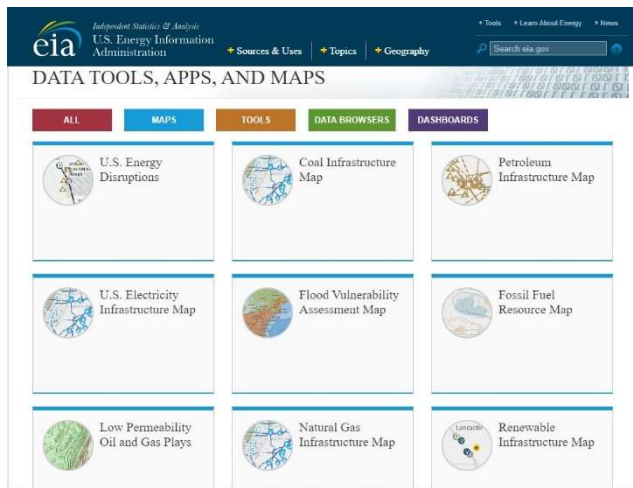 + Tools + Learn About Energy + News
Independent Statistics & Analysis
eia
U.S. Energy Information
Administration
+ Sources & Uses + Topics + Geography
Search eia.gov
DATA TOOLS, APPS, AND MAPS
ALL MAPS TOOLS DATA BROWSERS DASHBOARDS
U.S. Energy
Disruptions
Coal Infrastructure
Map
Petroleum
Infrastructure Map
U.S. Electricity
Infrastructure Map
Flood Vulnerability
Assessment Map
Fossil Fuel
Resource Map
Low Permeability
Oil and Gas Plays
Natural Gas
Infrastructure Map
Lancaster
Renewable
Infrastructure Map